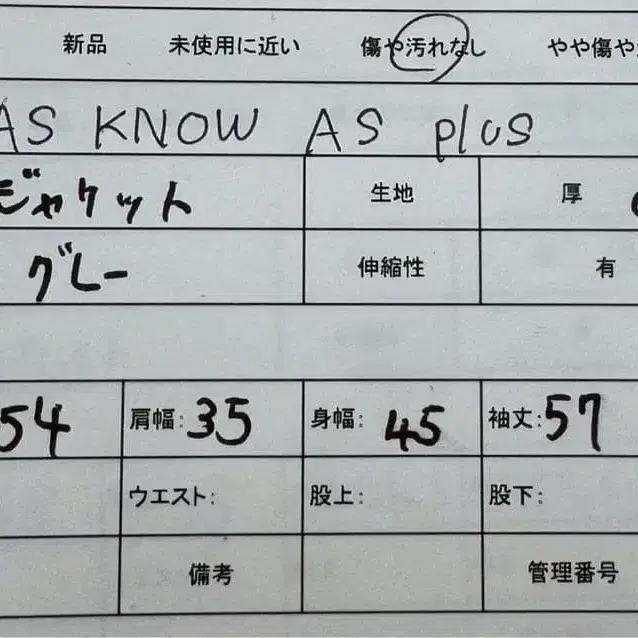 新品 未使用に近い 傷や汚れなし やや傷や
AS KNOW AS plus
ジャケット 生地 厚
グレー 伸縮性 有
54 肩幅: 35 身幅: 45 袖丈: 57
ウエスト: 股上: 股下:
備考 管理番号